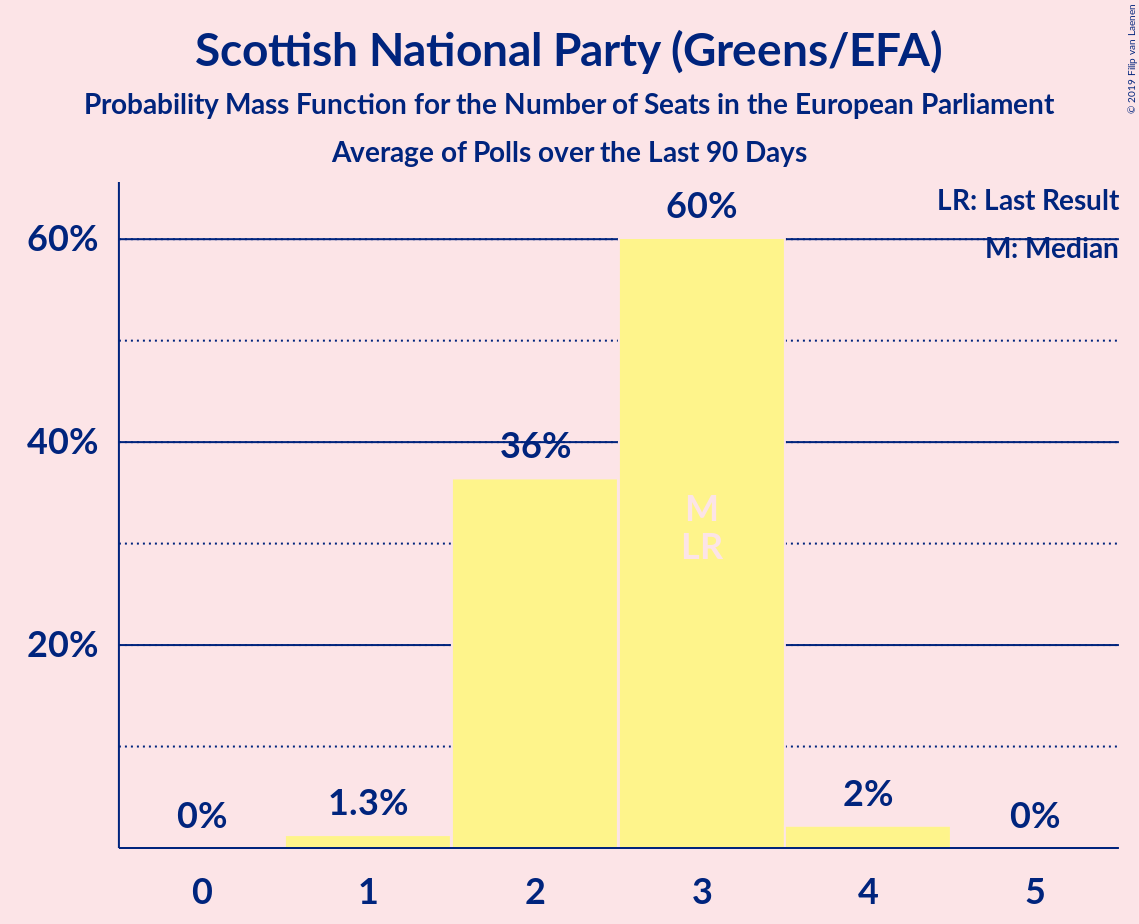 Scottish National Party (Greens/EFA)
Probability Mass Function for the Number of Seats in the European Parliament
Average of Polls over the Last 90 Days
© 2019 Filip van Laenen
LR: Last Result
M: Median
60%
40%
20%
0%
1.3%
36%
60%
M
LR
2%
0%
0 1 2 3 4 5